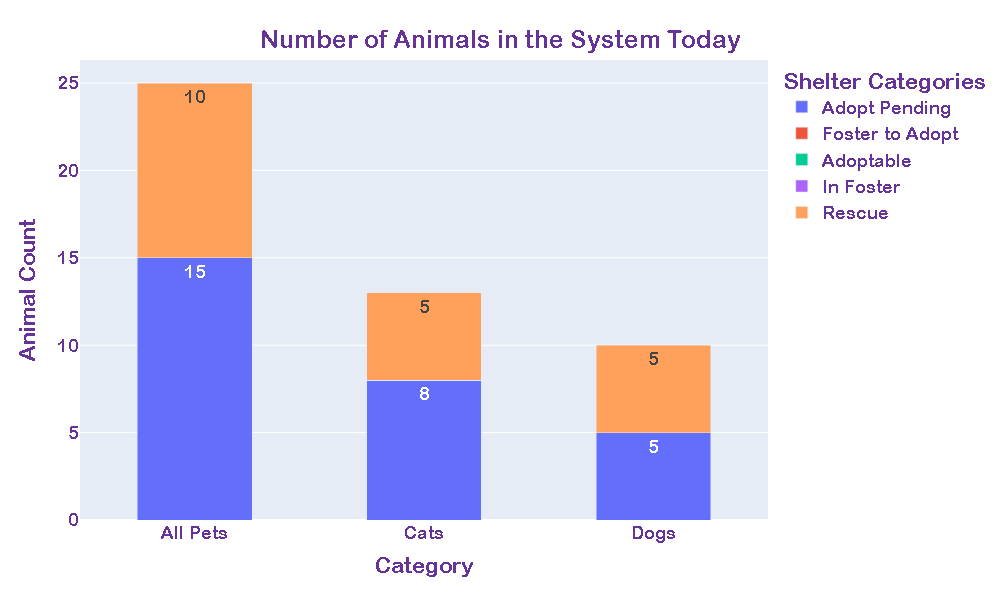 Number of Animals in the System Today
Animal Count
25
20
15
10
5
0
10
15
5
8
5
5
All Pets
Cats
Dogs
Category
Shelter Categories
Adopt Pending
Foster to Adopt
Adoptable
In Foster
Rescue